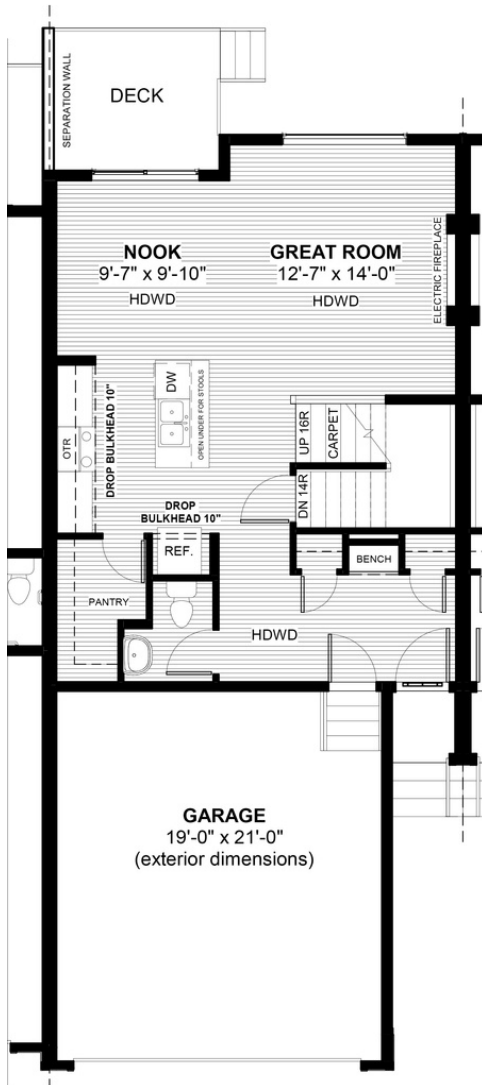 SEPARATION WALL
DECK
NOOK
9'-7" x 9'-10"
HDWD
GREAT ROOM
12'-7" x 14'-0"
HDWD
ELECTRIC FIREPLACE
DW
OPEN UNDER FOR STOOLS
OTR
DROP BULKHEAD 10"
UP 16R
CARPET
DN 14R
DROP
BULKHEAD 10"
REF.
BENCH
PANTRY
HDWD
GARAGE
19'-0" x 21'-0"
(exterior dimensions)